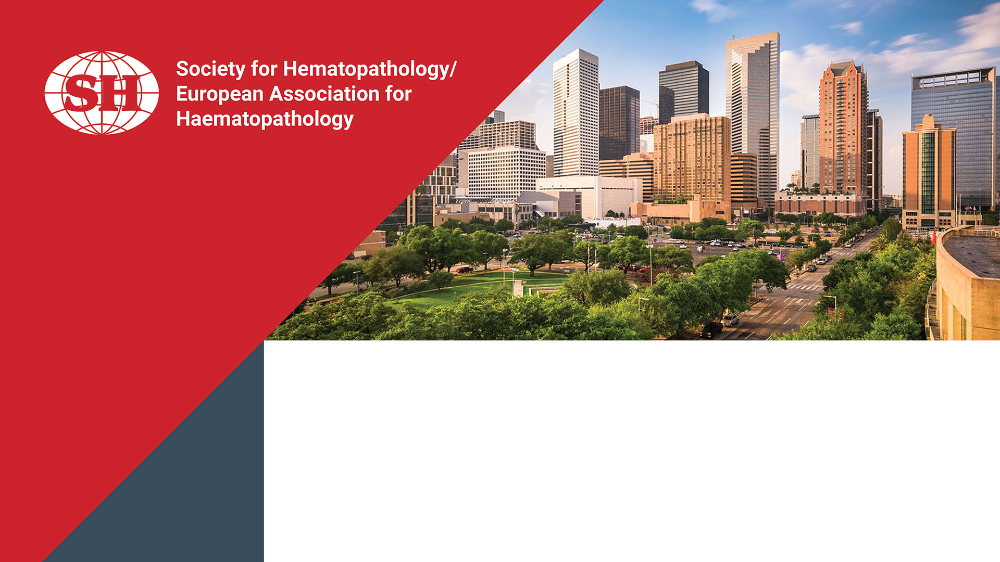 SH
Society for Hematopathology/
European Association for
Haematopathology